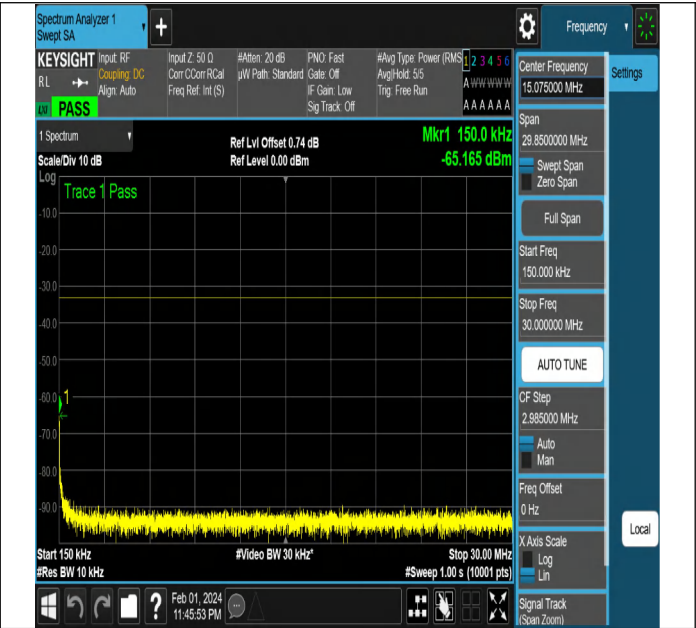 Spectrum Analyzer 1
Swept SA
+
Frequency
KEYSIGHT
Input: RF
Coupling: DC
Align: Auto
Input Z: 50 Ω
Corr CCorr RCal
Freq Ref: Int (S)
#Atten: 20 dB
µW Path: Standard
PNO: Fast
Gate: Off
IF Gain: Low
Sig Track: Off
#Avg Type: Power (RMS
Avg|Hold: 5/5
Trig: Free Run
1 2 3 4 5 6
A W W W W W
A A A A A A
R L
LXI
PASS
1 Spectrum
Scale/Div 10 dB
Ref Lvl Offset 0.74 dB
Ref Level 0.00 dBm
Mkr1 150.0 kHz
-65.165 dBm
Log
Trace 1 Pass
-10.0
-20.0
-30.0
-40.0
-50.0
-60.0
1
-70.0
-80.0
-90.0
Start 150 kHz
#Res BW 10 kHz
#Video BW 30 kHz*
Stop 30.00 MHz
#Sweep 1.00 s (10001 pts)
?
Feb 01, 2024
11:45:53 PM
Center Frequency
15.075000 MHz
Settings
Span
29.8500000 MHz
Swept Span
Zero Span
Full Span
Start Freq
150.000 kHz
Stop Freq
30.000000 MHz
AUTO TUNE
CF Step
2.985000 MHz
Auto
Man
Freq Offset
0 Hz
Local
X Axis Scale
Log
Lin
Signal Track
(Span Zoom)